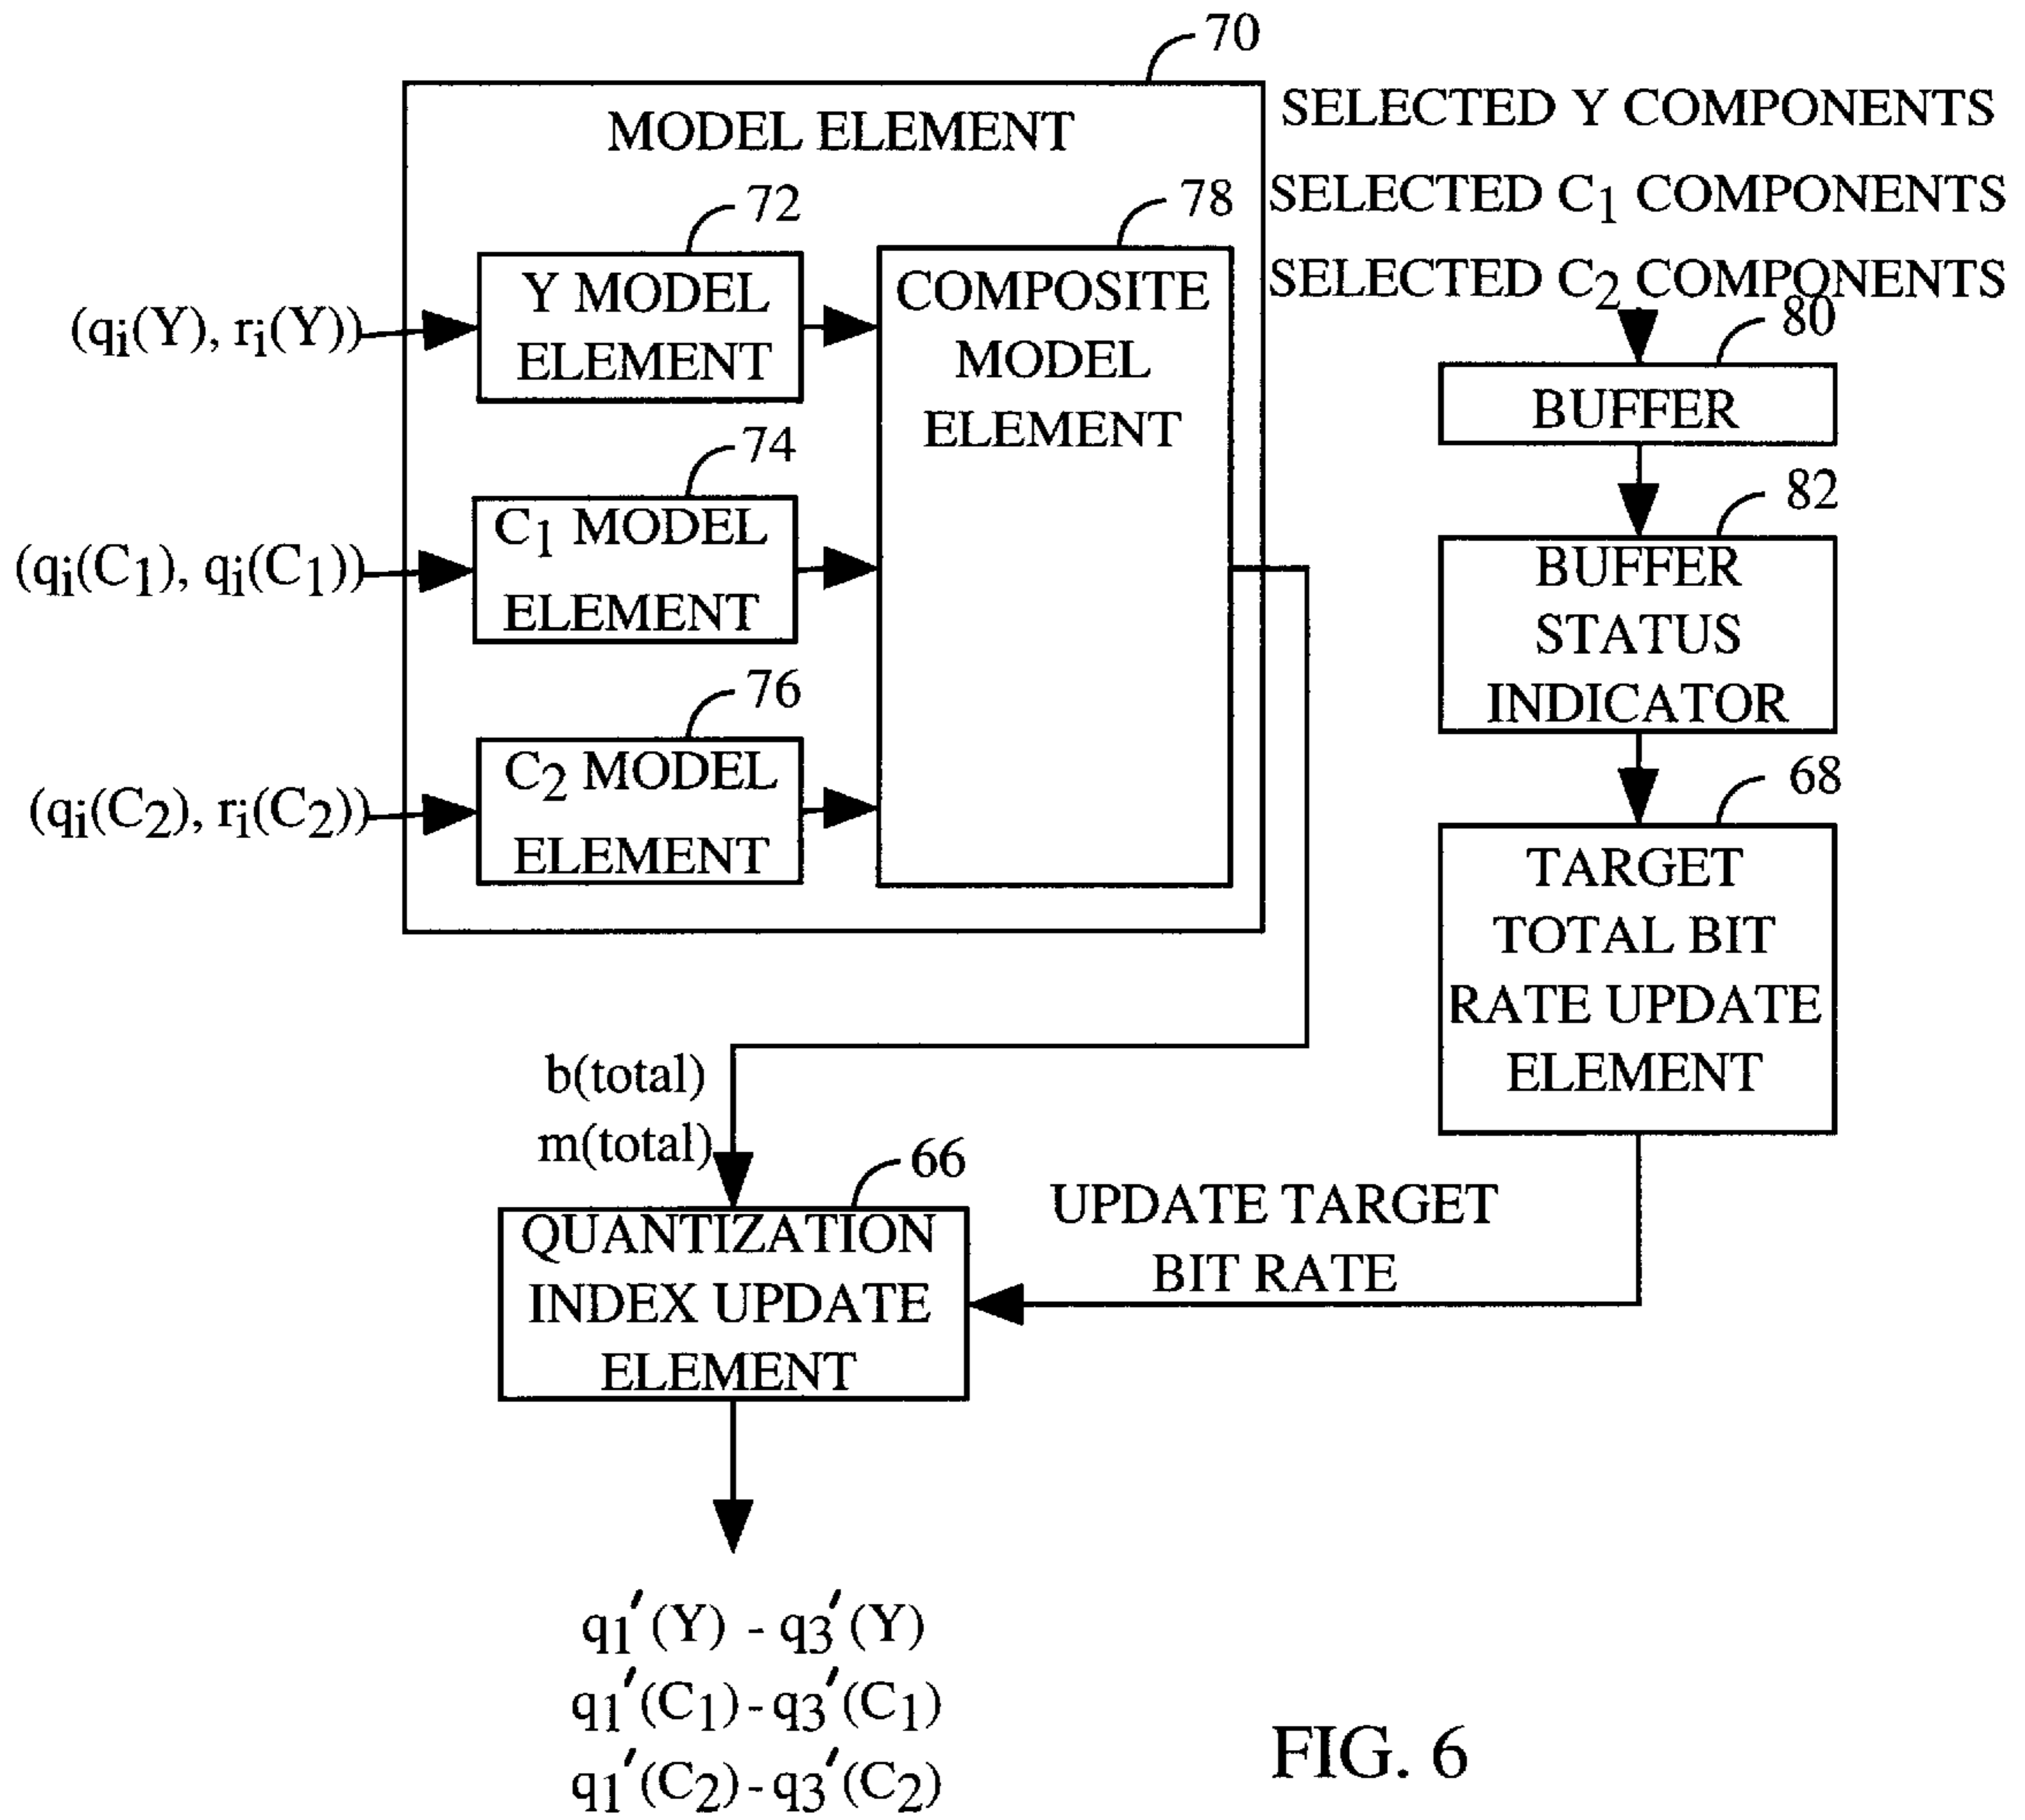 70
MODEL ELEMENT
SELECTED Y COMPONENTS
SELECTED C1 COMPONENTS
SELECTED C2 COMPONENTS
72
78
Y MODEL
ELEMENT
COMPOSITE
MODEL
ELEMENT
(qi(Y), ri(Y))
80
BUFFER
74
C1 MODEL
ELEMENT
(qi(C1), qi(C1))
82
BUFFER
STATUS
INDICATOR
76
C2 MODEL
ELEMENT
(qi(C2), ri(C2))
68
TARGET
TOTAL BIT
RATE UPDATE
ELEMENT
b(total)
m(total)
66
QUANTIZATION
INDEX UPDATE
ELEMENT
UPDATE TARGET
BIT RATE
q1′(Y) - q3′(Y)
q1′(C1) - q3′(C1)
q1′(C2) - q3′(C2)
FIG. 6